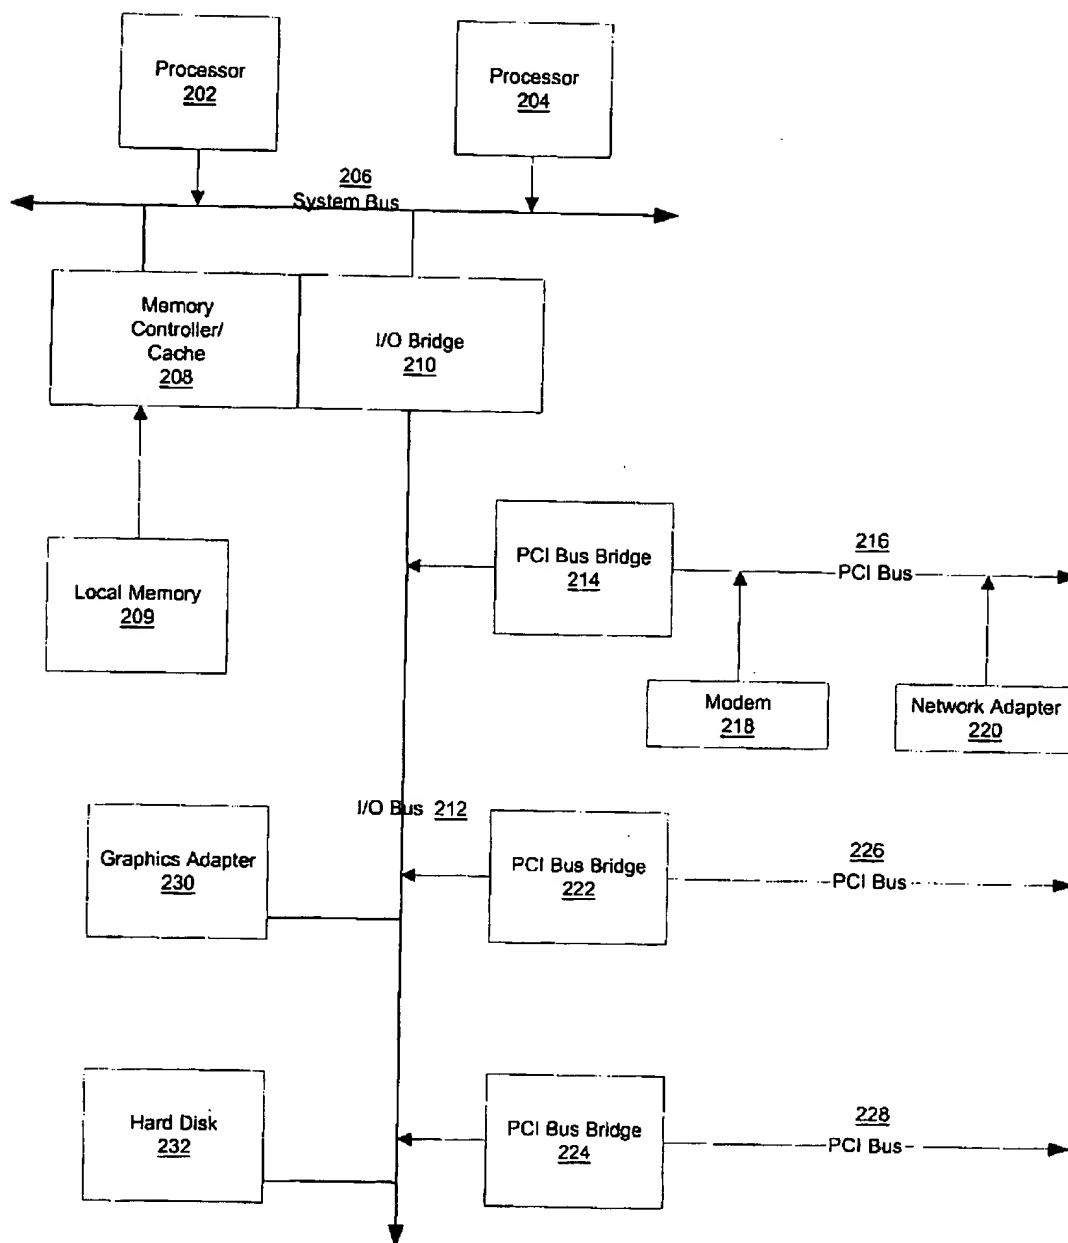 Processor
202
Processor
204
206
System Bus
Memory
Controller/
Cache
208
I/O Bridge
210
PCI Bus Bridge
214
216
PCI Bus
Local Memory
209
Modem
218
Network Adapter
220
I/O Bus 212
Graphics Adapter
230
PCI Bus Bridge
222
226
PCI Bus
Hard Disk
232
PCI Bus Bridge
224
228
PCI Bus